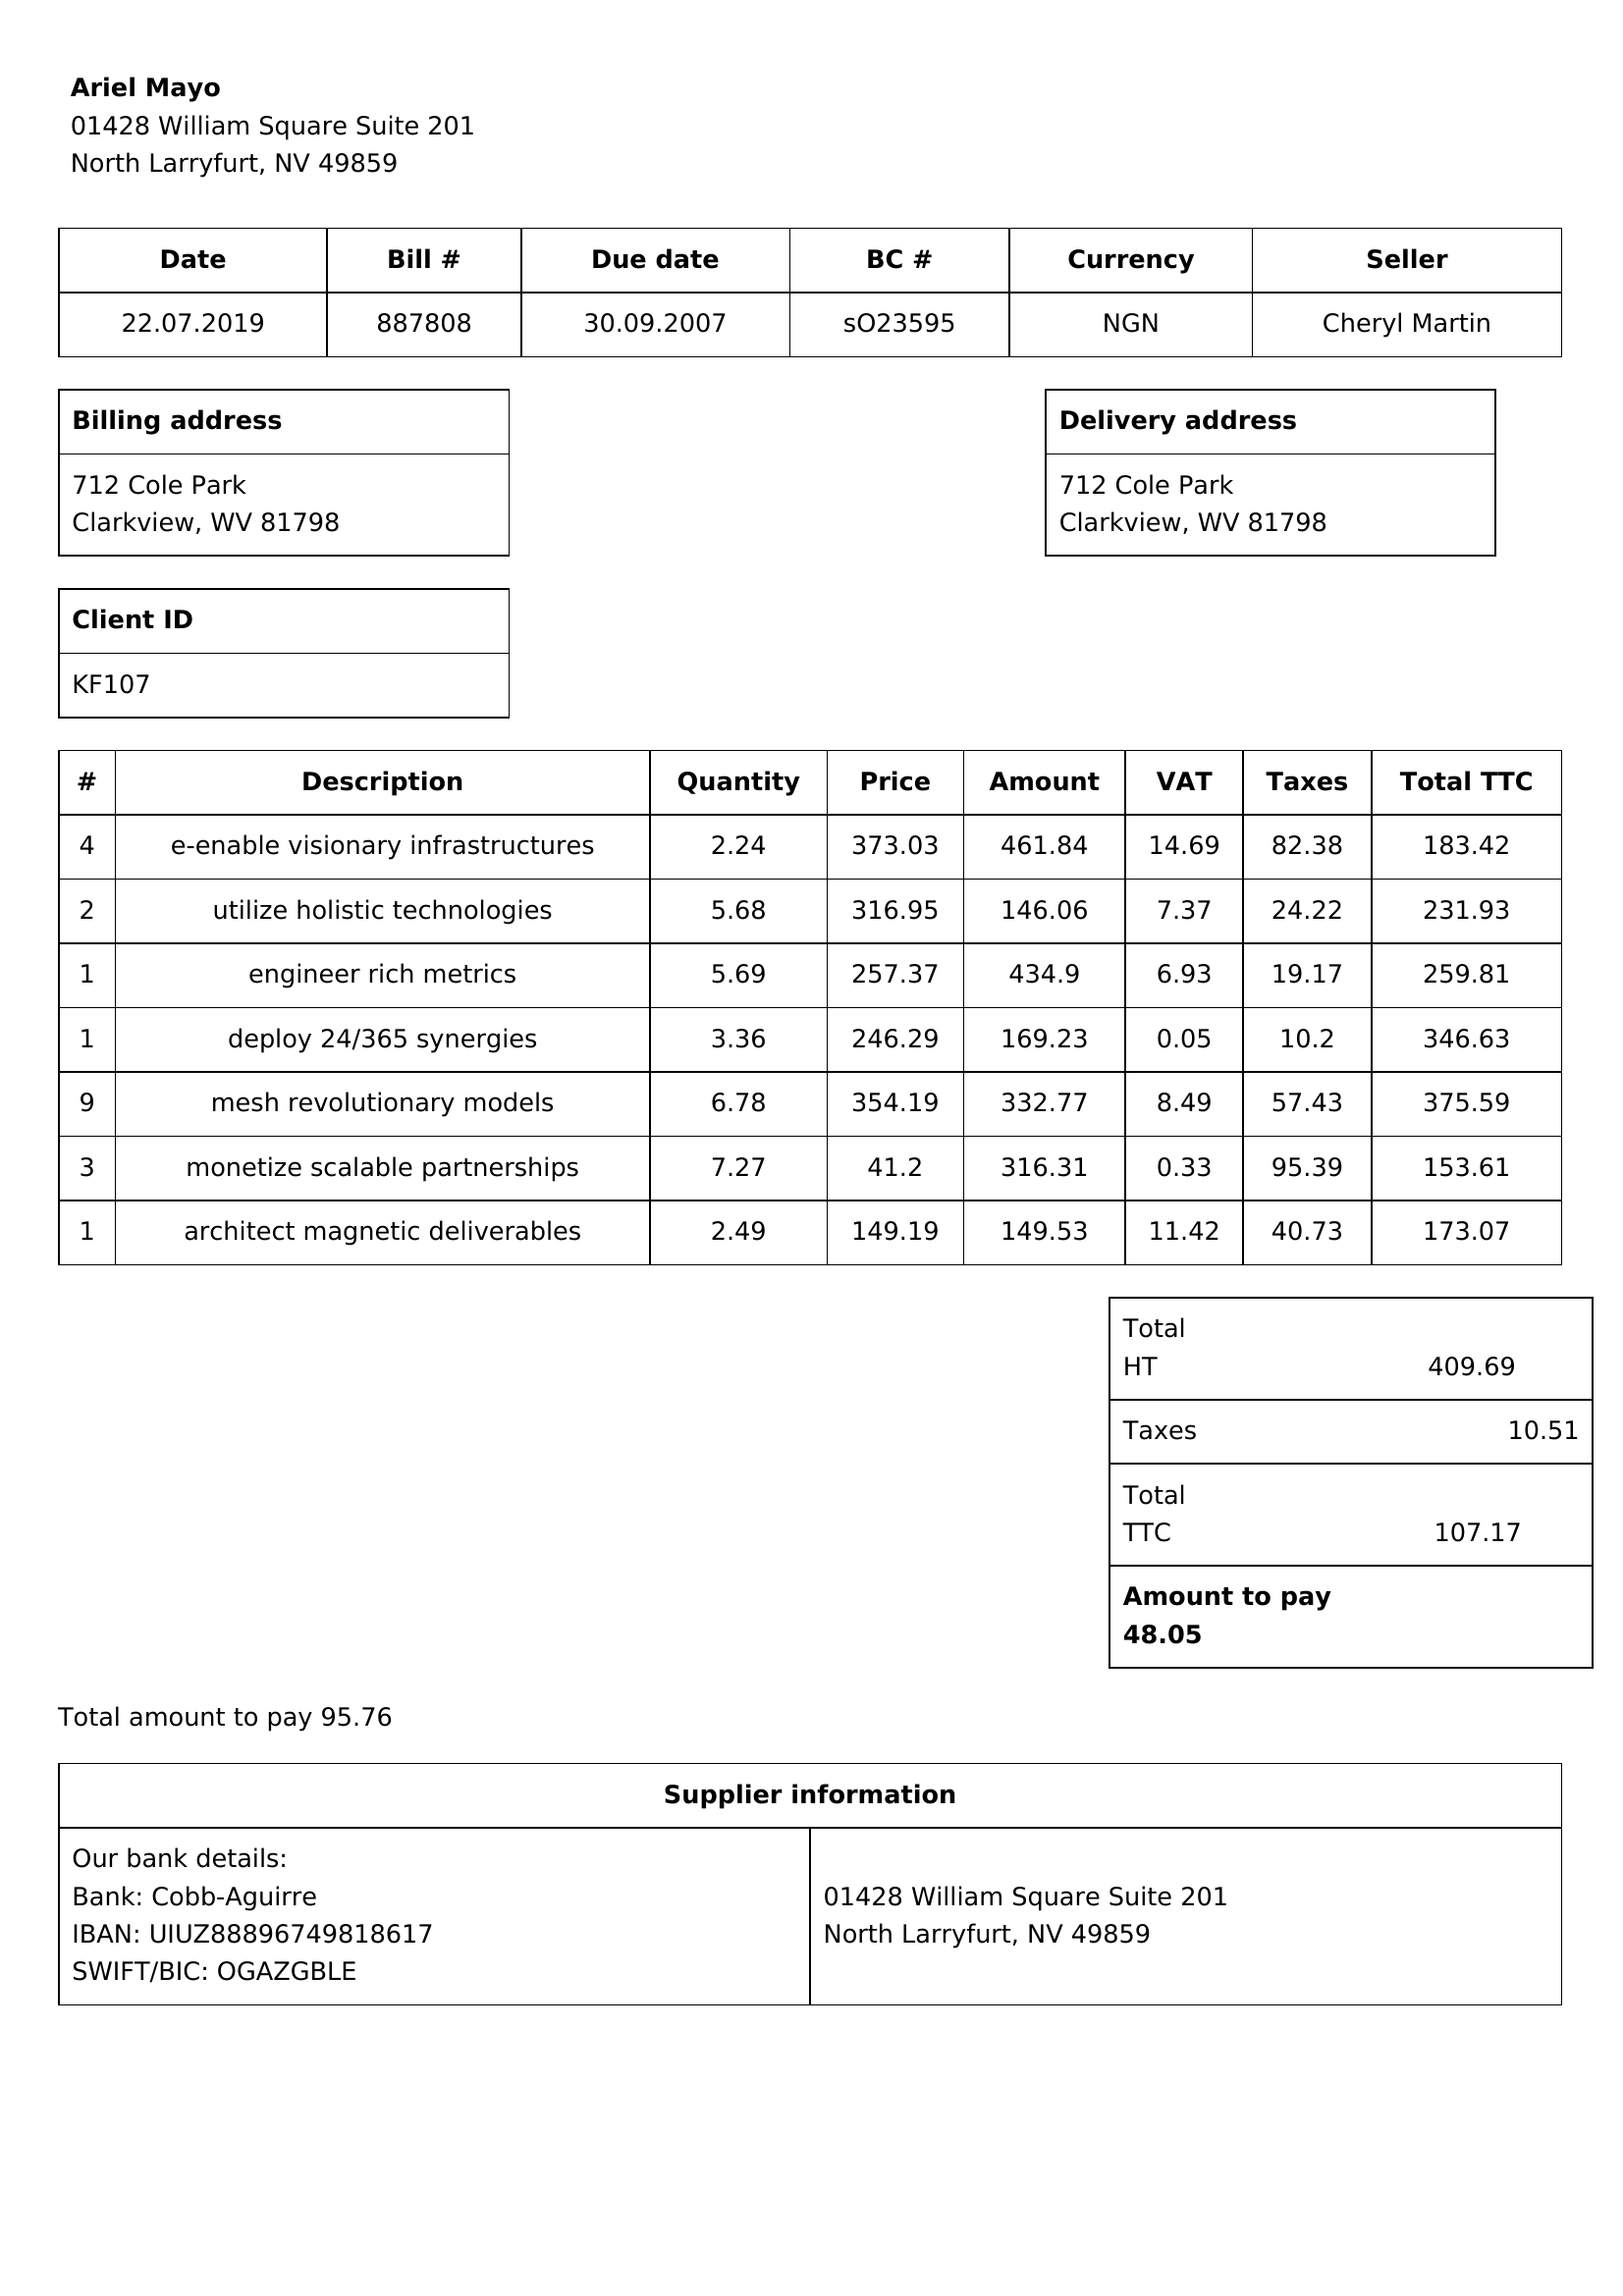 Ariel Mayo
01428 William Square Suite 201
North Larryfurt, NV 49859
Date Bill # Due date BC # Currency Seller
22.07.2019 887808 30.09.2007 sO23595 NGN Cheryl Martin
Billing address
712 Cole Park
Clarkview, WV 81798
Delivery address
712 Cole Park
Clarkview, WV 81798
Client ID
KF107
# Description Quantity Price Amount VAT Taxes Total TTC
4 e-enable visionary infrastructures 2.24 373.03 461.84 14.69 82.38 183.42
2 utilize holistic technologies 5.68 316.95 146.06 7.37 24.22 231.93
1 engineer rich metrics 5.69 257.37 434.9 6.93 19.17 259.81
1 deploy 24/365 synergies 3.36 246.29 169.23 0.05 10.2 346.63
9 mesh revolutionary models 6.78 354.19 332.77 8.49 57.43 375.59
3 monetize scalable partnerships 7.27 41.2 316.31 0.33 95.39 153.61
1 architect magnetic deliverables 2.49 149.19 149.53 11.42 40.73 173.07
Total
HT 409.69
Taxes 10.51
Total
TTC 107.17
Amount to pay
48.05
Total amount to pay 95.76
Supplier information
Our bank details:
Bank: Cobb-Aguirre
IBAN: UIUZ88896749818617
SWIFT/BIC: OGAZGBLE
01428 William Square Suite 201
North Larryfurt, NV 49859